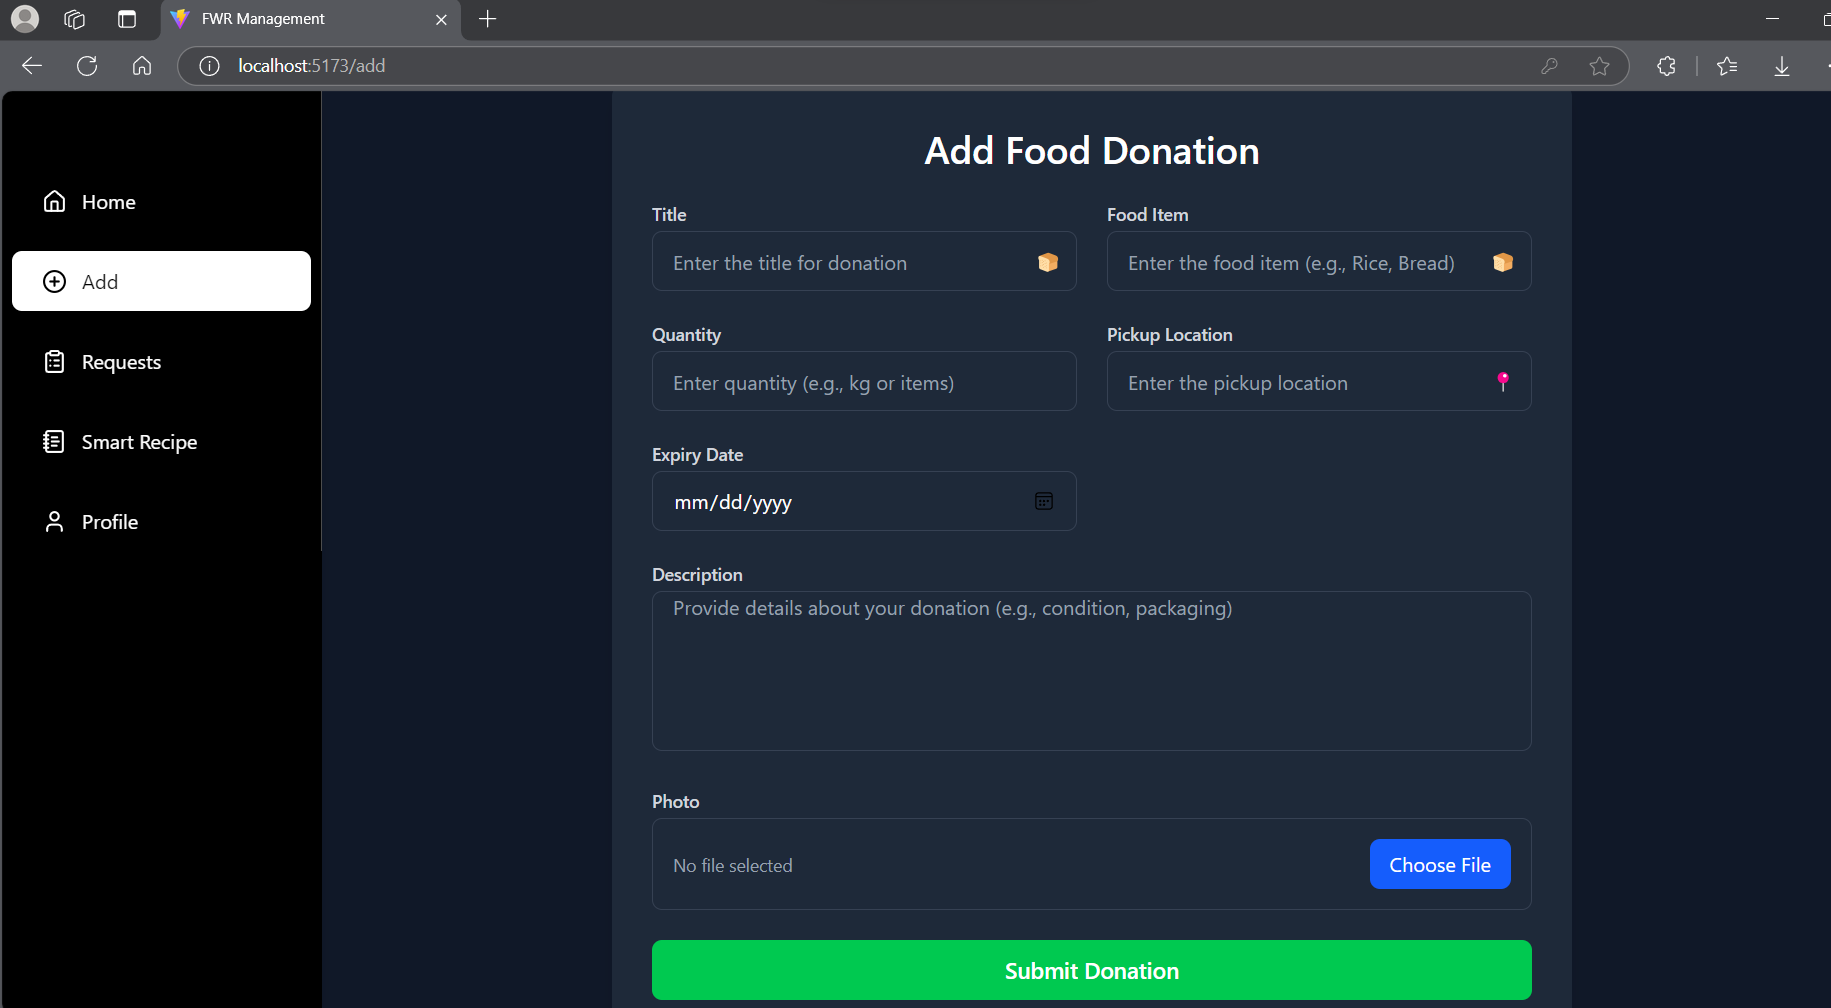 FWR Management
localhost:5173/add
Home
Add
Requests
Smart Recipe
Profile
Add Food Donation
Title
Food Item
Enter the title for donation
Enter the food item (e.g., Rice, Bread)
Quantity
Pickup Location
Enter quantity (e.g., kg or items)
Enter the pickup location
Expiry Date
mm/dd/yyyy
Description
Provide details about your donation (e.g., condition, packaging)
Photo
No file selected
Choose File
Submit Donation